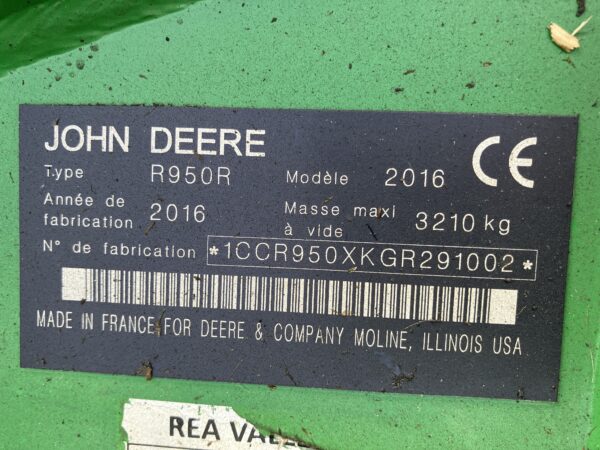 JOHN DEERE
Type R950R Modèle 2016
Année de fabrication 2016 Masse maxi à vide 3210 kg
N° de fabrication *1CCR950XKGR291002*
MADE IN FRANCE FOR DEERE & COMPANY MOLINE, ILLINOIS USA
CE
REA